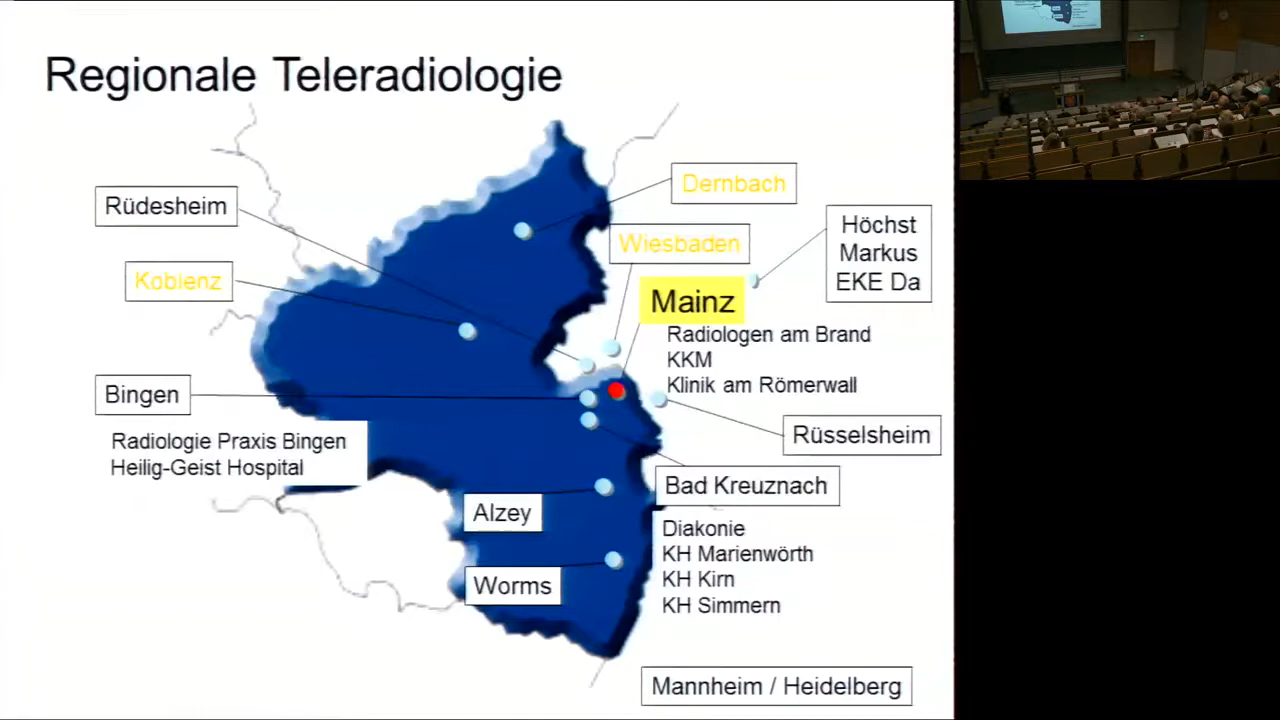 Regionale Teleradiologie
Dernbach
Rüdesheim
Höchst
Markus
EKE Da
Wiesbaden
Koblenz
Mainz
Radiologen am Brand
KKM
Klinik am Römerwall
Bingen
Radiologie Praxis Bingen
Heilig-Geist Hospital
Rüsselsheim
Bad Kreuznach
Diakonie
KH Marienwörth
KH Kirn
KH Simmern
Alzey
Worms
Mannheim / Heidelberg